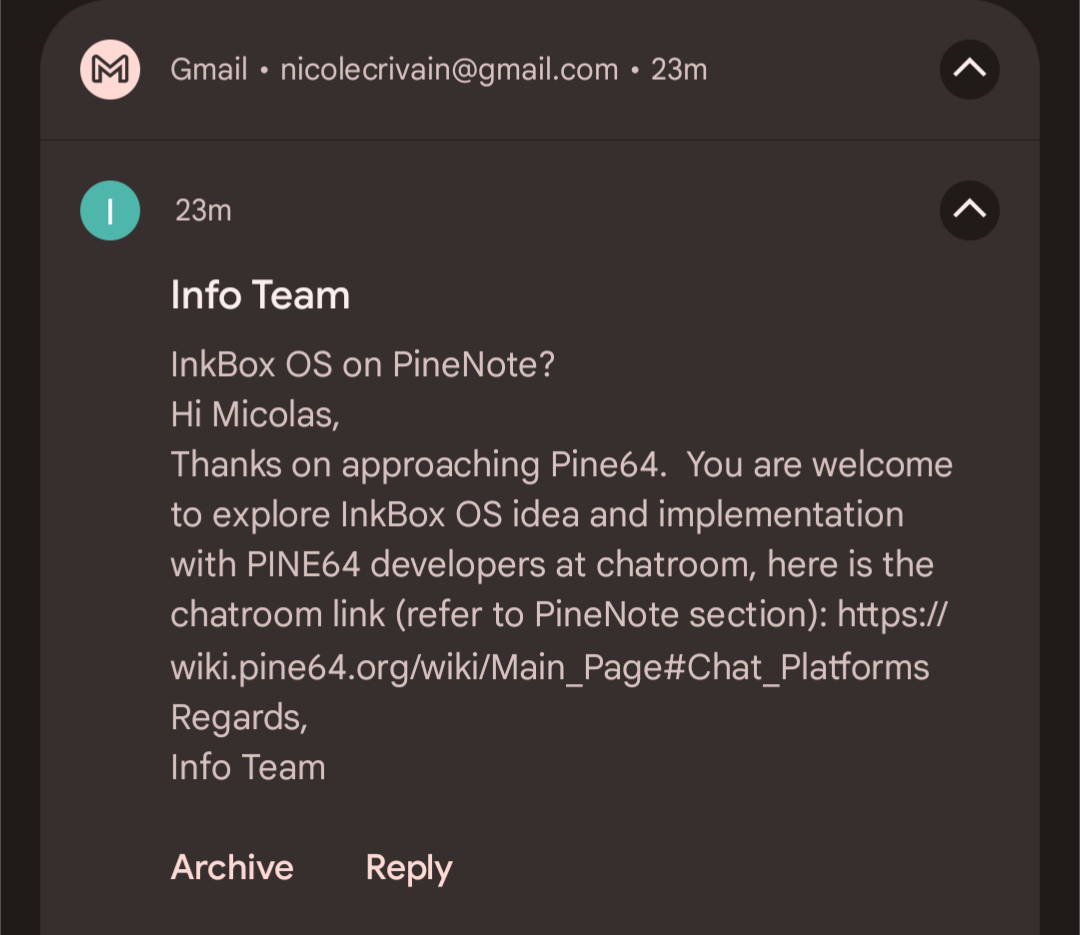 Gmail • nicolecrivain@gmail.com • 23m
I 23m
Info Team
InkBox OS on PineNote?
Hi Micolas,
Thanks on approaching Pine64.  You are welcome
to explore InkBox OS idea and implementation
with PINE64 developers at chatroom, here is the
chatroom link (refer to PineNote section): https://
wiki.pine64.org/wiki/Main_Page#Chat_Platforms
Regards,
Info Team
Archive Reply